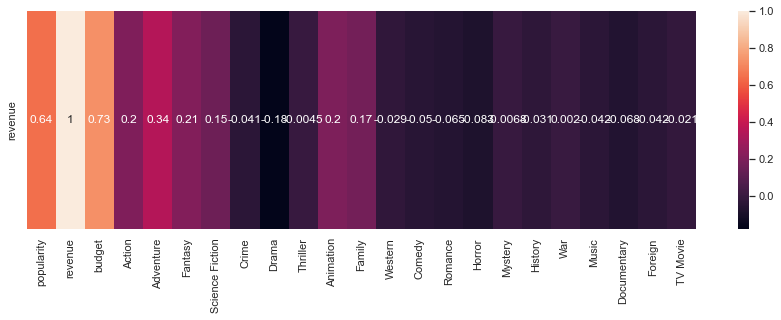 revenue
0.64 1 0.73 0.2 0.34 0.21 0.15 -0.041 -0.18 -0.0045 0.2 0.17 -0.029 -0.05 -0.065 -0.083 -0.031 0.002 -0.042 -0.068 -0.042 -0.021
popularity
revenue
budget
Action
Adventure
Fantasy
Science Fiction
Crime
Drama
Thriller
Animation
Family
Western
Comedy
Romance
Horror
Mystery
History
War
Music
Documentary
Foreign
TV Movie
1.0
0.8
0.6
0.4
0.2
0.0